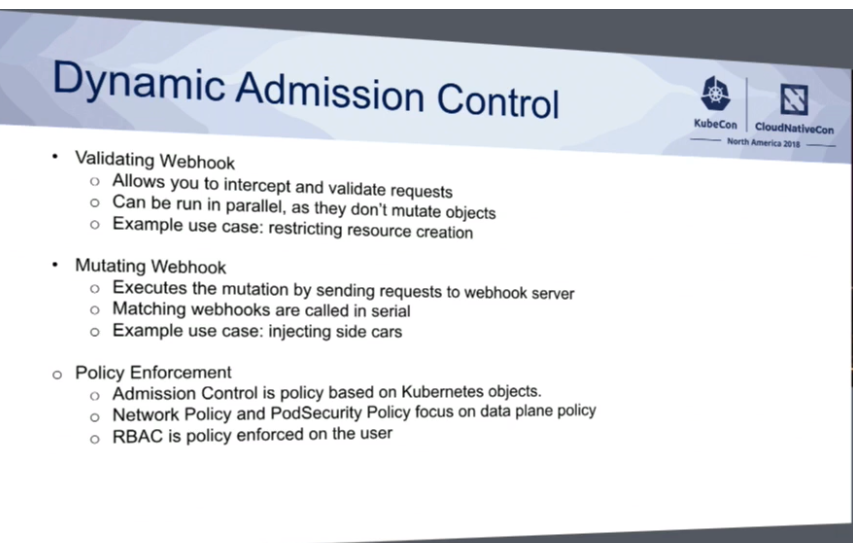 Dynamic Admission Control
KubeCon
CloudNativeCon
North America 2018
• Validating Webhook
o Allows you to intercept and validate requests
o Can be run in parallel, as they don't mutate objects
o Example use case: restricting resource creation
• Mutating Webhook
o Executes the mutation by sending requests to webhook server
o Matching webhooks are called in serial
o Example use case: injecting side cars
o Policy Enforcement
o Admission Control is policy based on Kubernetes objects.
o Network Policy and PodSecurity Policy focus on data plane policy
o RBAC is policy enforced on the user